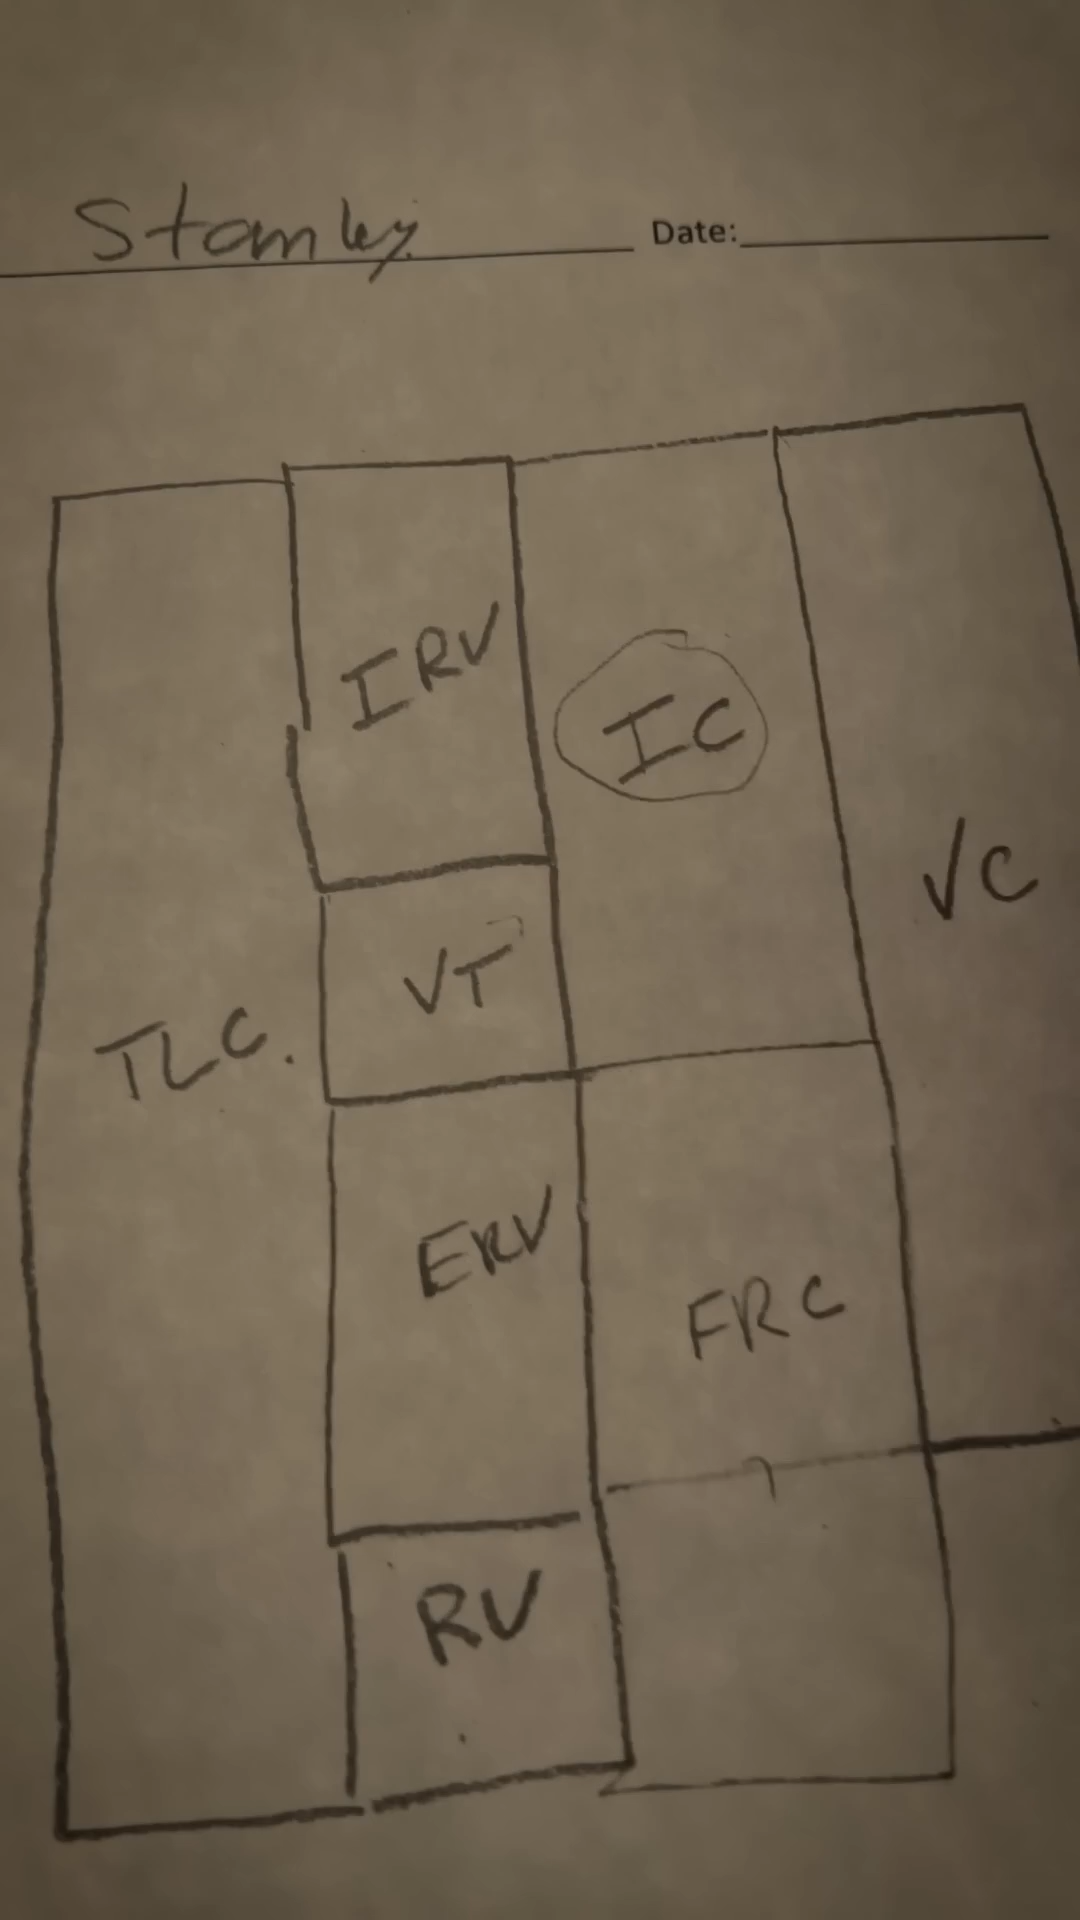 Stanley Date:
IRV
IC
VC
VT
TLC.
ERV
FRC
RV